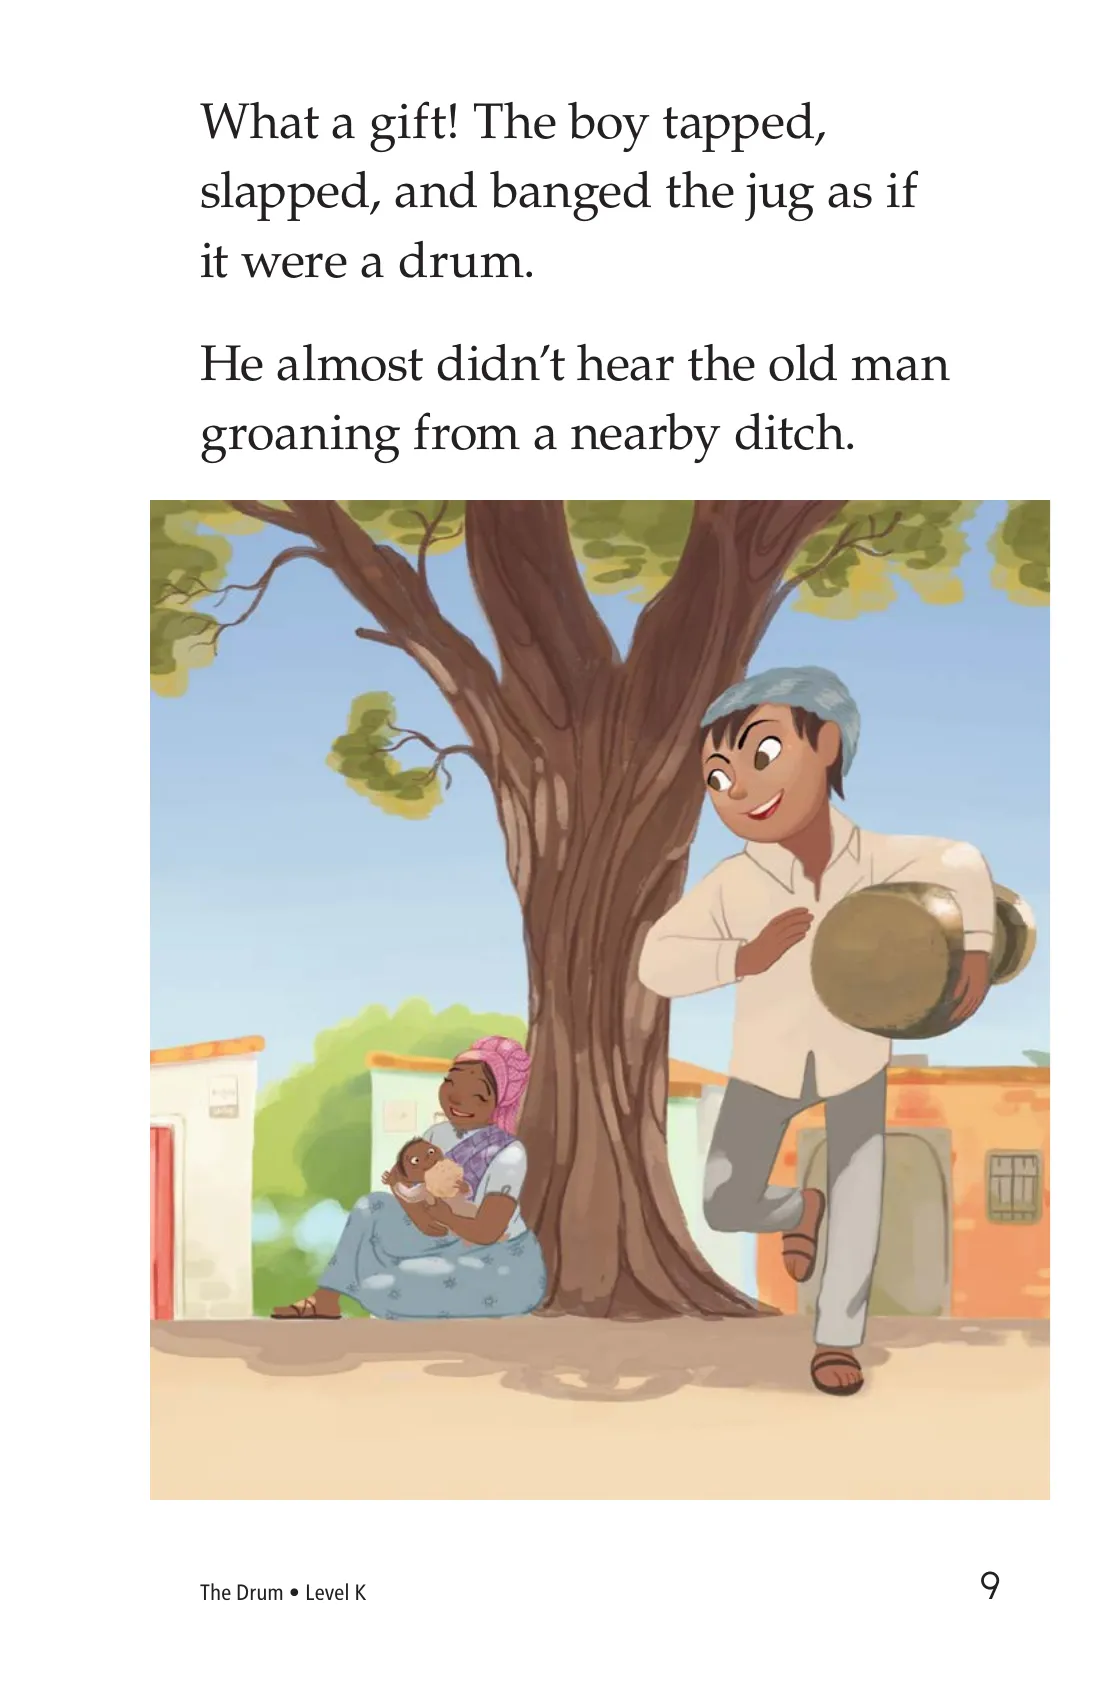 What a gift! The boy tapped,
slapped, and banged the jug as if
it were a drum.
He almost didn’t hear the old man
groaning from a nearby ditch.
The Drum • Level K
9